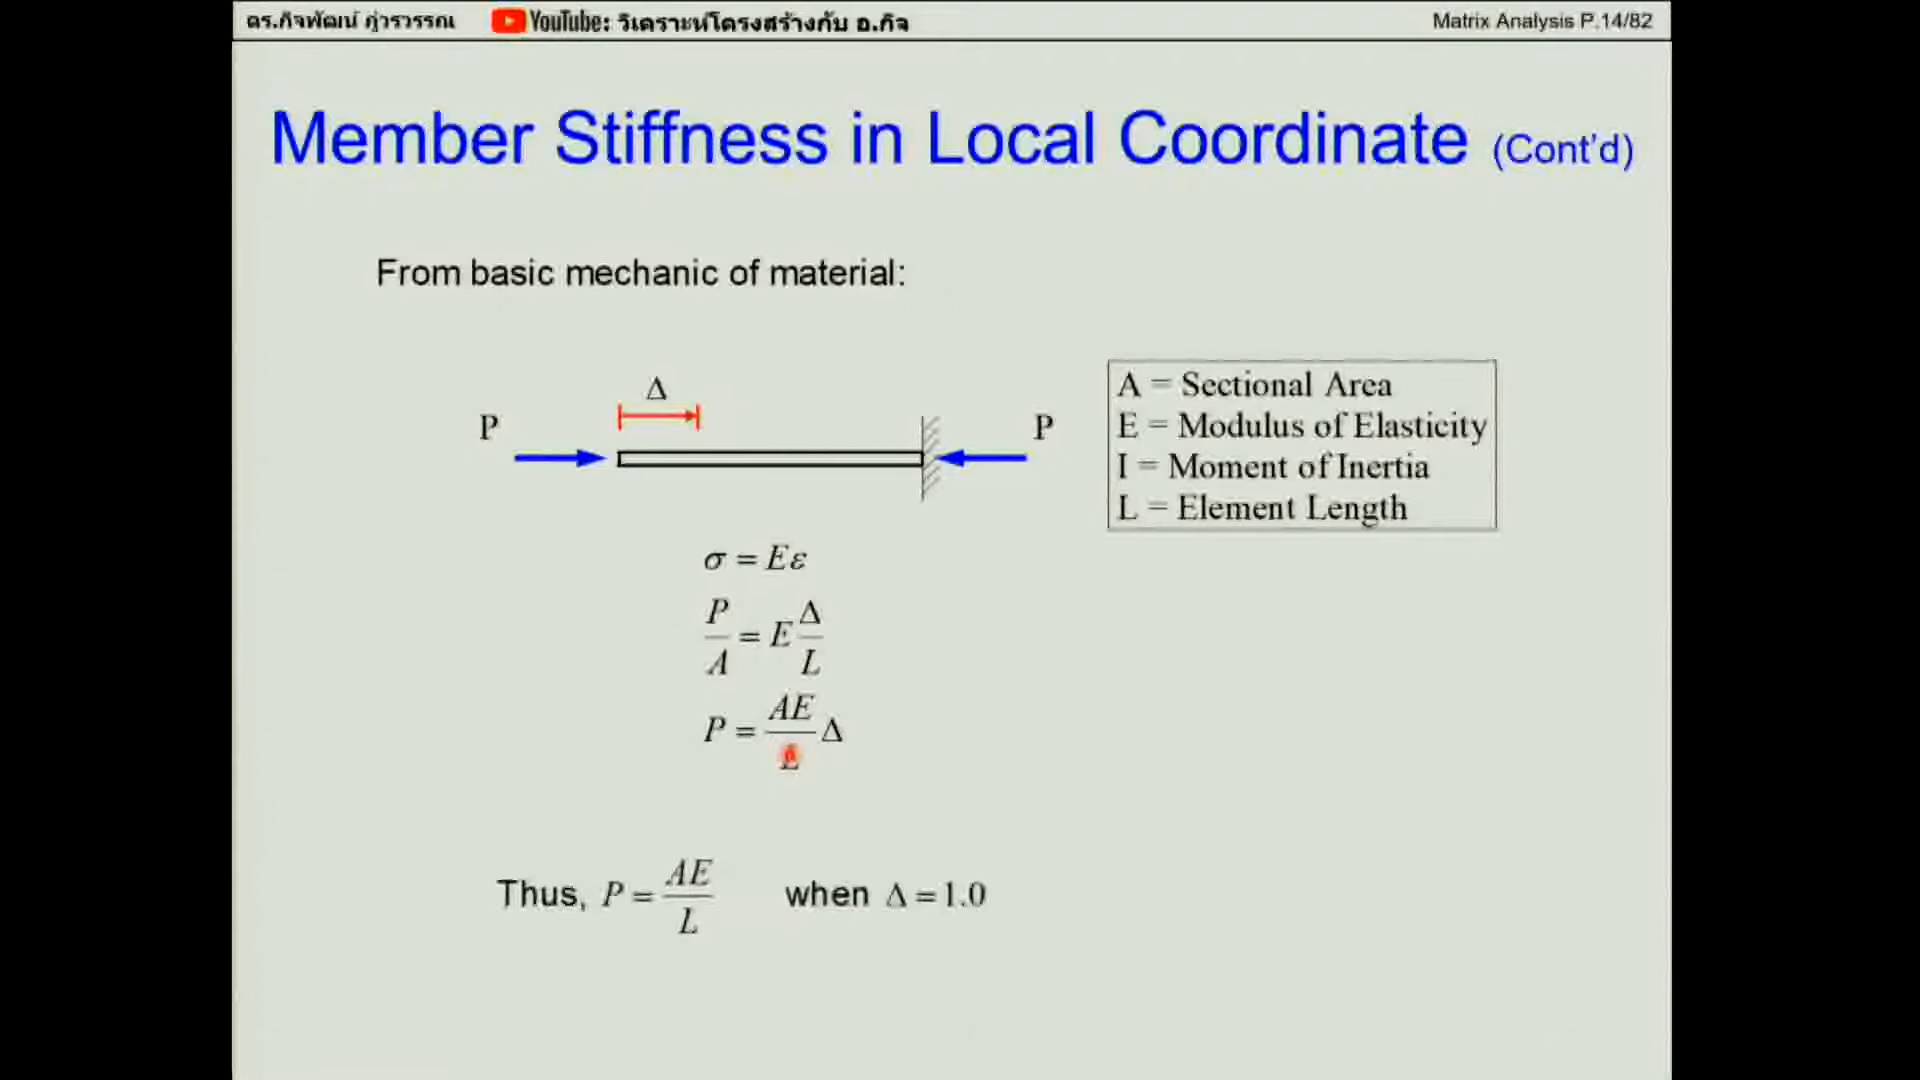 ดร.กิจพัฒน์ ภู่วรวรรณ YouTube: วิเคราะห์โครงสร้างกับ อ.กิจ Matrix Analysis P.14/82
Member Stiffness in Local Coordinate (Cont'd)
From basic mechanic of material:
Δ
P P
A = Sectional Area
E = Modulus of Elasticity
I = Moment of Inertia
L = Element Length
σ = Eε
P/A = E Δ/L
P = AE/L Δ
Thus, P = AE/L when Δ = 1.0